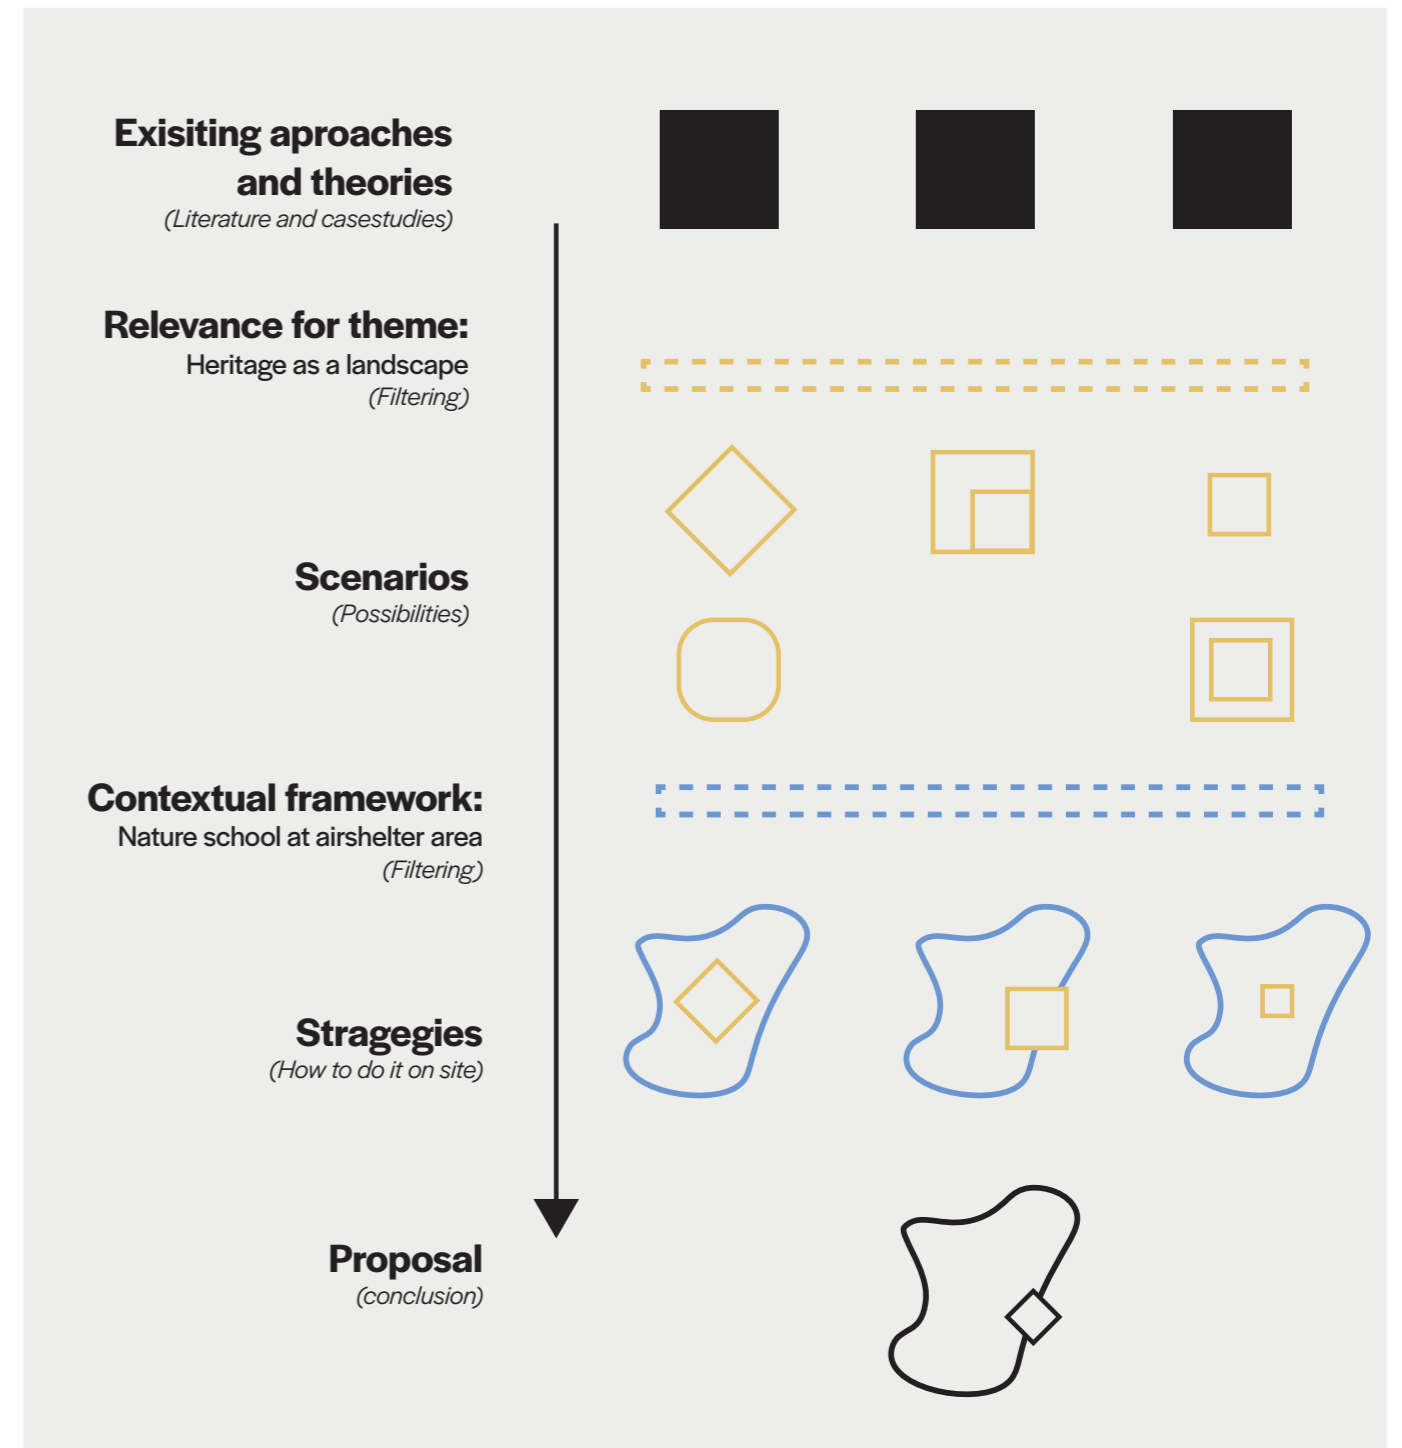 Exisiting aproaches
and theories
(Literature and casestudies)
Relevance for theme:
Heritage as a landscape
(Filtering)
Scenarios
(Possibilities)
Contextual framework:
Nature school at airshelter area
(Filtering)
Stragegies
(How to do it on site)
Proposal
(conclusion)